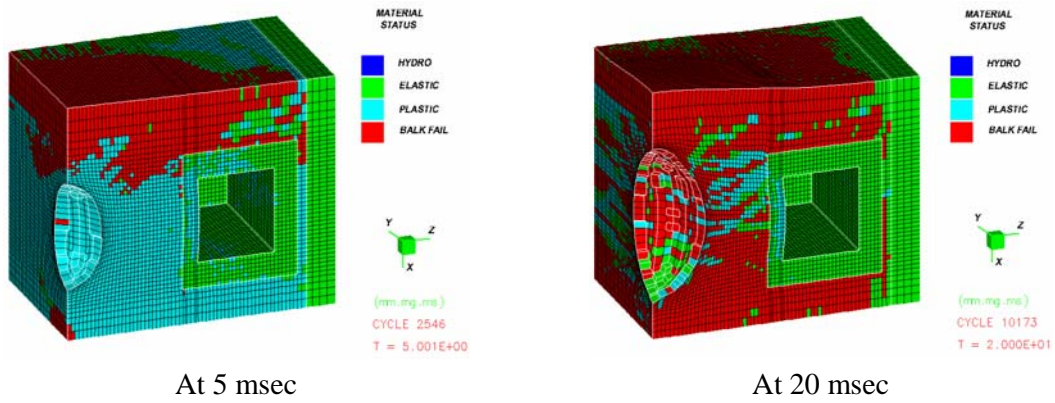 MATERIAL
STATUS
HYDRO
ELASTIC
PLASTIC
BALK FAIL
Y
Z
X
(mm.mg.ms)
CYCLE 2546
T = 5.001E+00
At 5 msec
MATERIAL
STATUS
HYDRO
ELASTIC
PLASTIC
BALK FAIL
Y
Z
X
(mm.mg.ms)
CYCLE 10173
T = 2.000E+01
At 20 msec